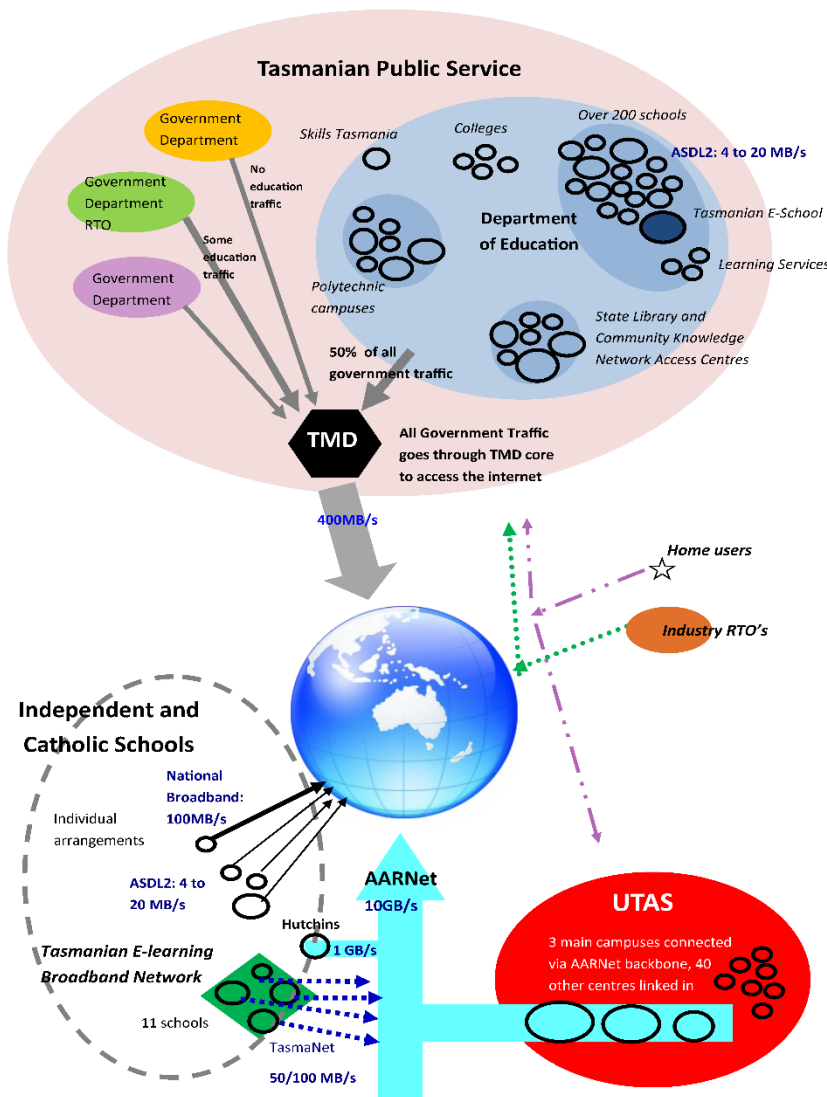 Tasmanian Public Service
Government
Department
Government
Department
RTO
Government
Department
No
education
traffic
Some
education
traffic
Skills Tasmania
Colleges
Over 200 schools
ASDL2: 4 to 20 MB/s
Department
of Education
Tasmanian E-School
Learning Services
Polytechnic
campuses
State Library and
Community Knowledge
Network Access Centres
50% of all
government traffic
TMD
All Government Traffic
goes through TMD core
to access the internet
400MB/s
Home users
Industry RTO's
Independent and
Catholic Schools
National
Broadband:
100MB/s
Individual
arrangements
ASDL2: 4 to
20 MB/s
AARNet
10GB/s
Hutchins
1 GB/s
Tasmanian E-learning
Broadband Network
11 schools
TasmaNet
50/100 MB/s
UTAS
3 main campuses connected
via AARNet backbone, 40
other centres linked in